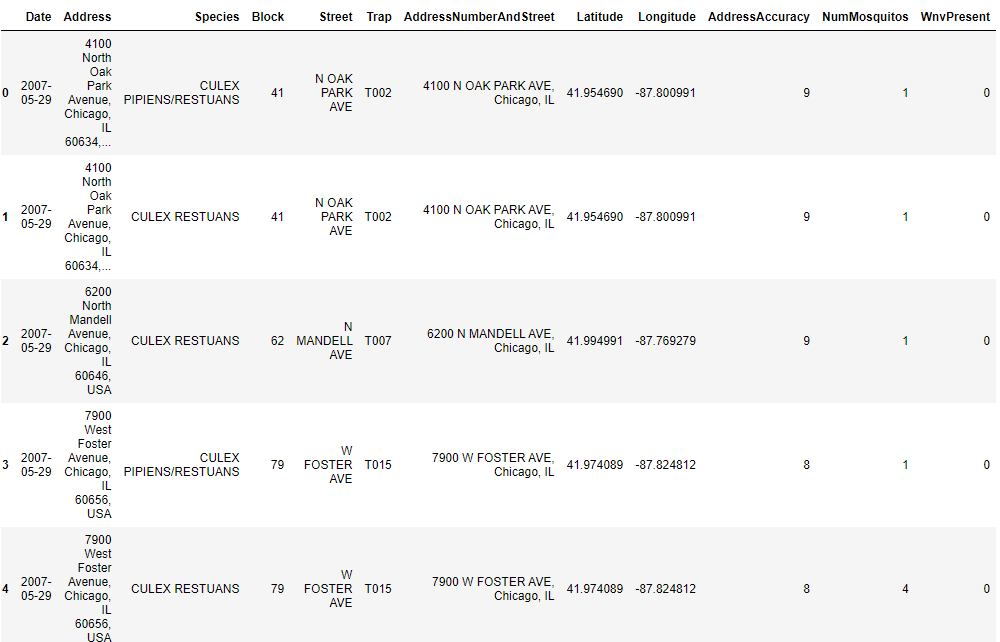 Date Address Species Block Street Trap AddressNumberAndStreet Latitude Longitude AddressAccuracy NumMosquitos WnvPresent
0
2007-
05-29
4100
North
Oak
Park
Avenue,
Chicago,
IL
60634,...
CULEX
PIPIENS/RESTUANS
41
N OAK
PARK
AVE
T002
4100 N OAK PARK AVE,
Chicago, IL
41.954690
-87.800991
9
1
0
1
2007-
05-29
4100
North
Oak
Park
Avenue,
Chicago,
IL
60634,...
CULEX RESTUANS
41
N OAK
PARK
AVE
T002
4100 N OAK PARK AVE,
Chicago, IL
41.954690
-87.800991
9
1
0
2
2007-
05-29
6200
North
Mandell
Avenue,
Chicago,
IL
60646,
USA
CULEX RESTUANS
62
N
MANDELL
AVE
T007
6200 N MANDELL AVE,
Chicago, IL
41.994991
-87.769279
9
1
0
3
2007-
05-29
7900
West
Foster
Avenue,
Chicago,
IL
60656,
USA
CULEX
PIPIENS/RESTUANS
79
W
FOSTER
AVE
T015
7900 W FOSTER AVE,
Chicago, IL
41.974089
-87.824812
8
1
0
4
2007-
05-29
7900
West
Foster
Avenue,
Chicago,
IL
60656,
USA
CULEX RESTUANS
79
W
FOSTER
AVE
T015
7900 W FOSTER AVE,
Chicago, IL
41.974089
-87.824812
8
4
0